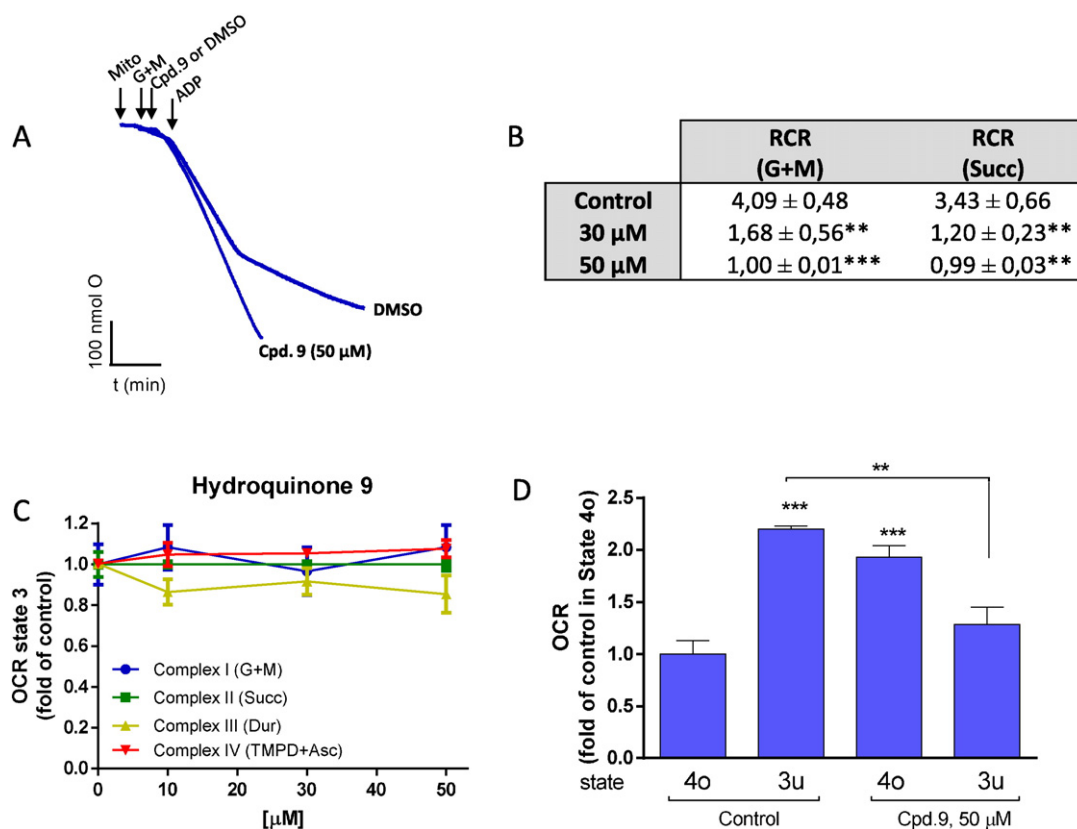 A
Mito
G+M
Cpd.9 or DMSO
ADP
100 nmol O
t (min)
DMSO
Cpd. 9 (50 µM)
B
RCR (G+M) RCR (Succ)
Control 4,09 ± 0,48 3,43 ± 0,66
30 µM 1,68 ± 0,56** 1,20 ± 0,23**
50 µM 1,00 ± 0,01*** 0,99 ± 0,03**
C
Hydroquinone 9
OCR state 3
(fold of control)
1.2
1.0
0.8
0.6
0.4
0.2
0.0
Complex I (G+M)
Complex II (Succ)
Complex III (Dur)
Complex IV (TMPD+Asc)
0 10 20 30 40 50
[µM]
D
OCR
(fold of control in State 4o)
2.5
2.0
1.5
1.0
0.5
0.0
**
*** ***
state 4o 3u 4o 3u
Control Cpd.9, 50 µM